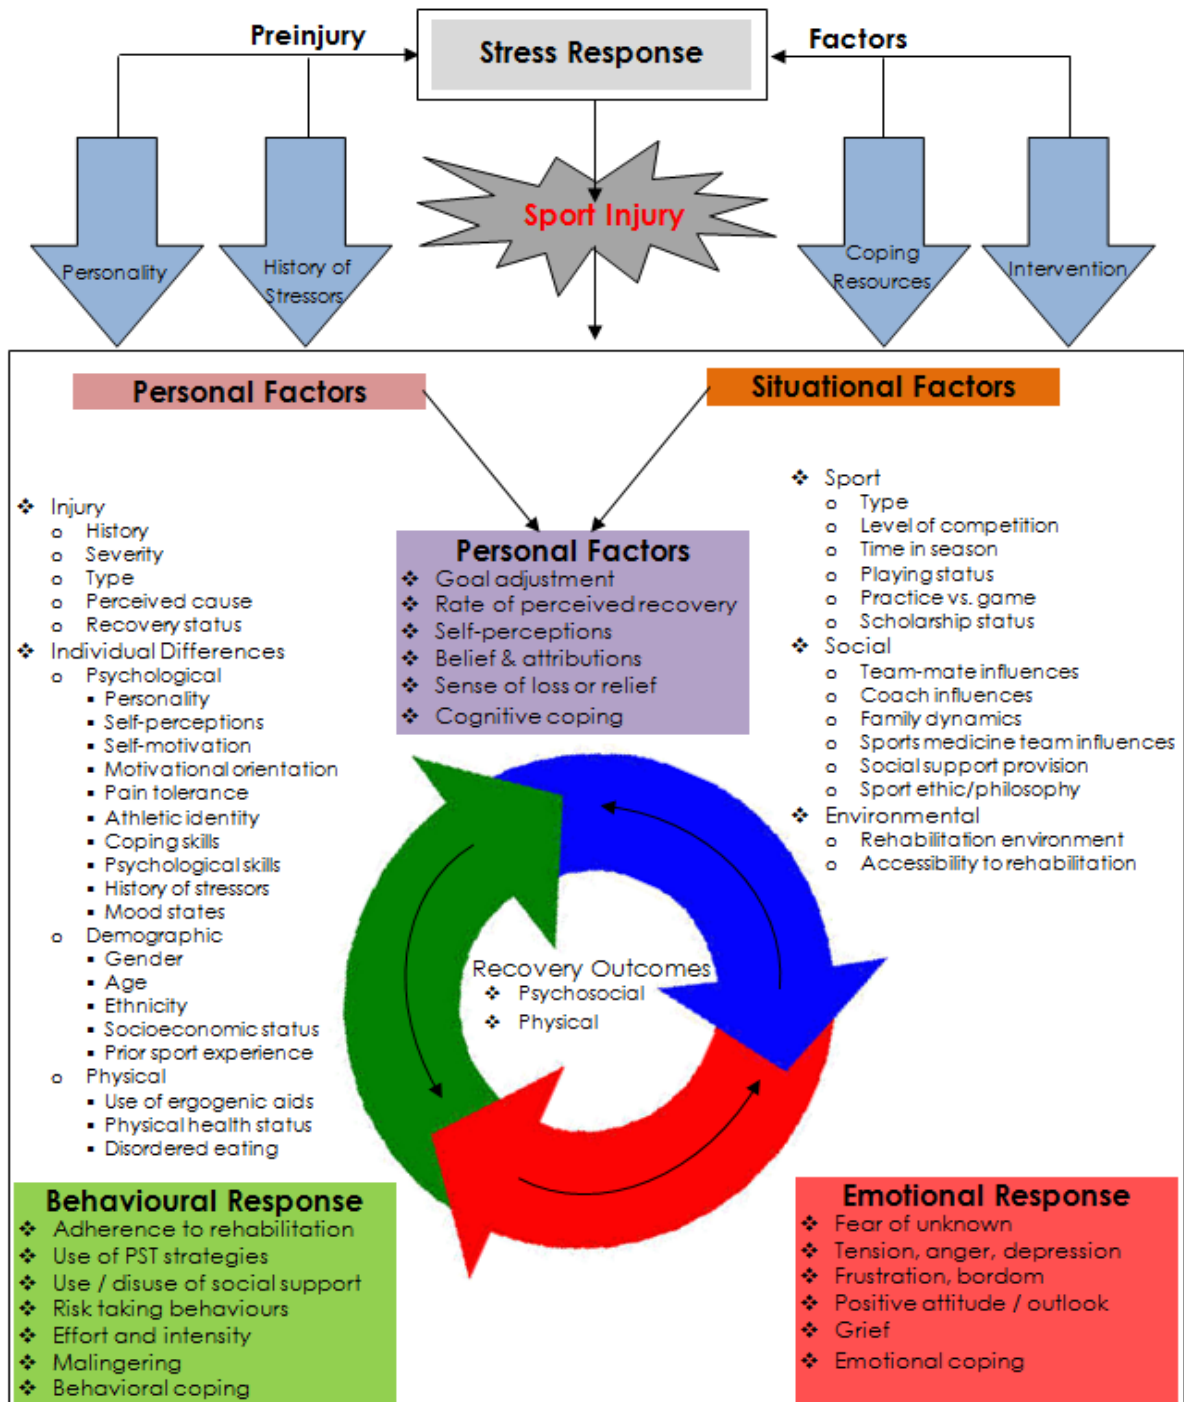 Preinjury
Stress Response
Factors
Sport Injury
Personality
History of
Stressors
Coping
Resources
Intervention
Personal Factors
Situational Factors
❖ Injury
o History
o Severity
o Type
o Perceived cause
o Recovery status
❖ Individual Differences
o Psychological
▪ Personality
▪ Self-perceptions
▪ Self-motivation
▪ Motivational orientation
▪ Pain tolerance
▪ Athletic identity
▪ Coping skills
▪ Psychological skills
▪ History of stressors
▪ Mood states
o Demographic
▪ Gender
▪ Age
▪ Ethnicity
▪ Socioeconomic status
▪ Prior sport experience
o Physical
▪ Use of ergogenic aids
▪ Physical health status
▪ Disordered eating
Personal Factors
❖ Goal adjustment
❖ Rate of perceived recovery
❖ Self-perceptions
❖ Belief & attributions
❖ Sense of loss or relief
❖ Cognitive coping
❖ Sport
o Type
o Level of competition
o Time in season
o Playing status
o Practice vs. game
o Scholarship status
❖ Social
o Team-mate influences
o Coach influences
o Family dynamics
o Sports medicine team influences
o Social support provision
o Sport ethic/philosophy
❖ Environmental
o Rehabilitation environment
o Accessibility to rehabilitation
Recovery Outcomes
❖ Psychosocial
❖ Physical
Behavioural Response
❖ Adherence to rehabilitation
❖ Use of PST strategies
❖ Use / disuse of social support
❖ Risk taking behaviours
❖ Effort and intensity
❖ Malingering
❖ Behavioral coping
Emotional Response
❖ Fear of unknown
❖ Tension, anger, depression
❖ Frustration, bordom
❖ Positive attitude / outlook
❖ Grief
❖ Emotional coping